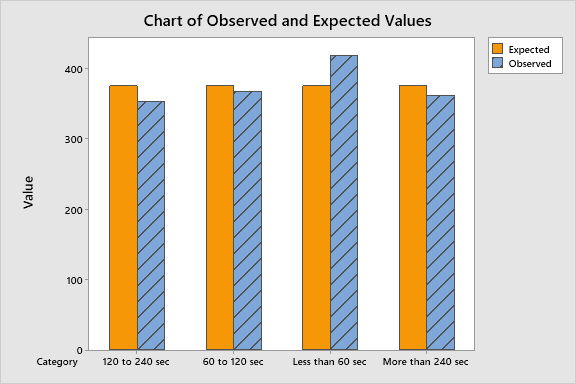 Chart of Observed and Expected Values
Expected
Observed
Value
400
300
200
100
0
Category
120 to 240 sec
60 to 120 sec
Less than 60 sec
More than 240 sec